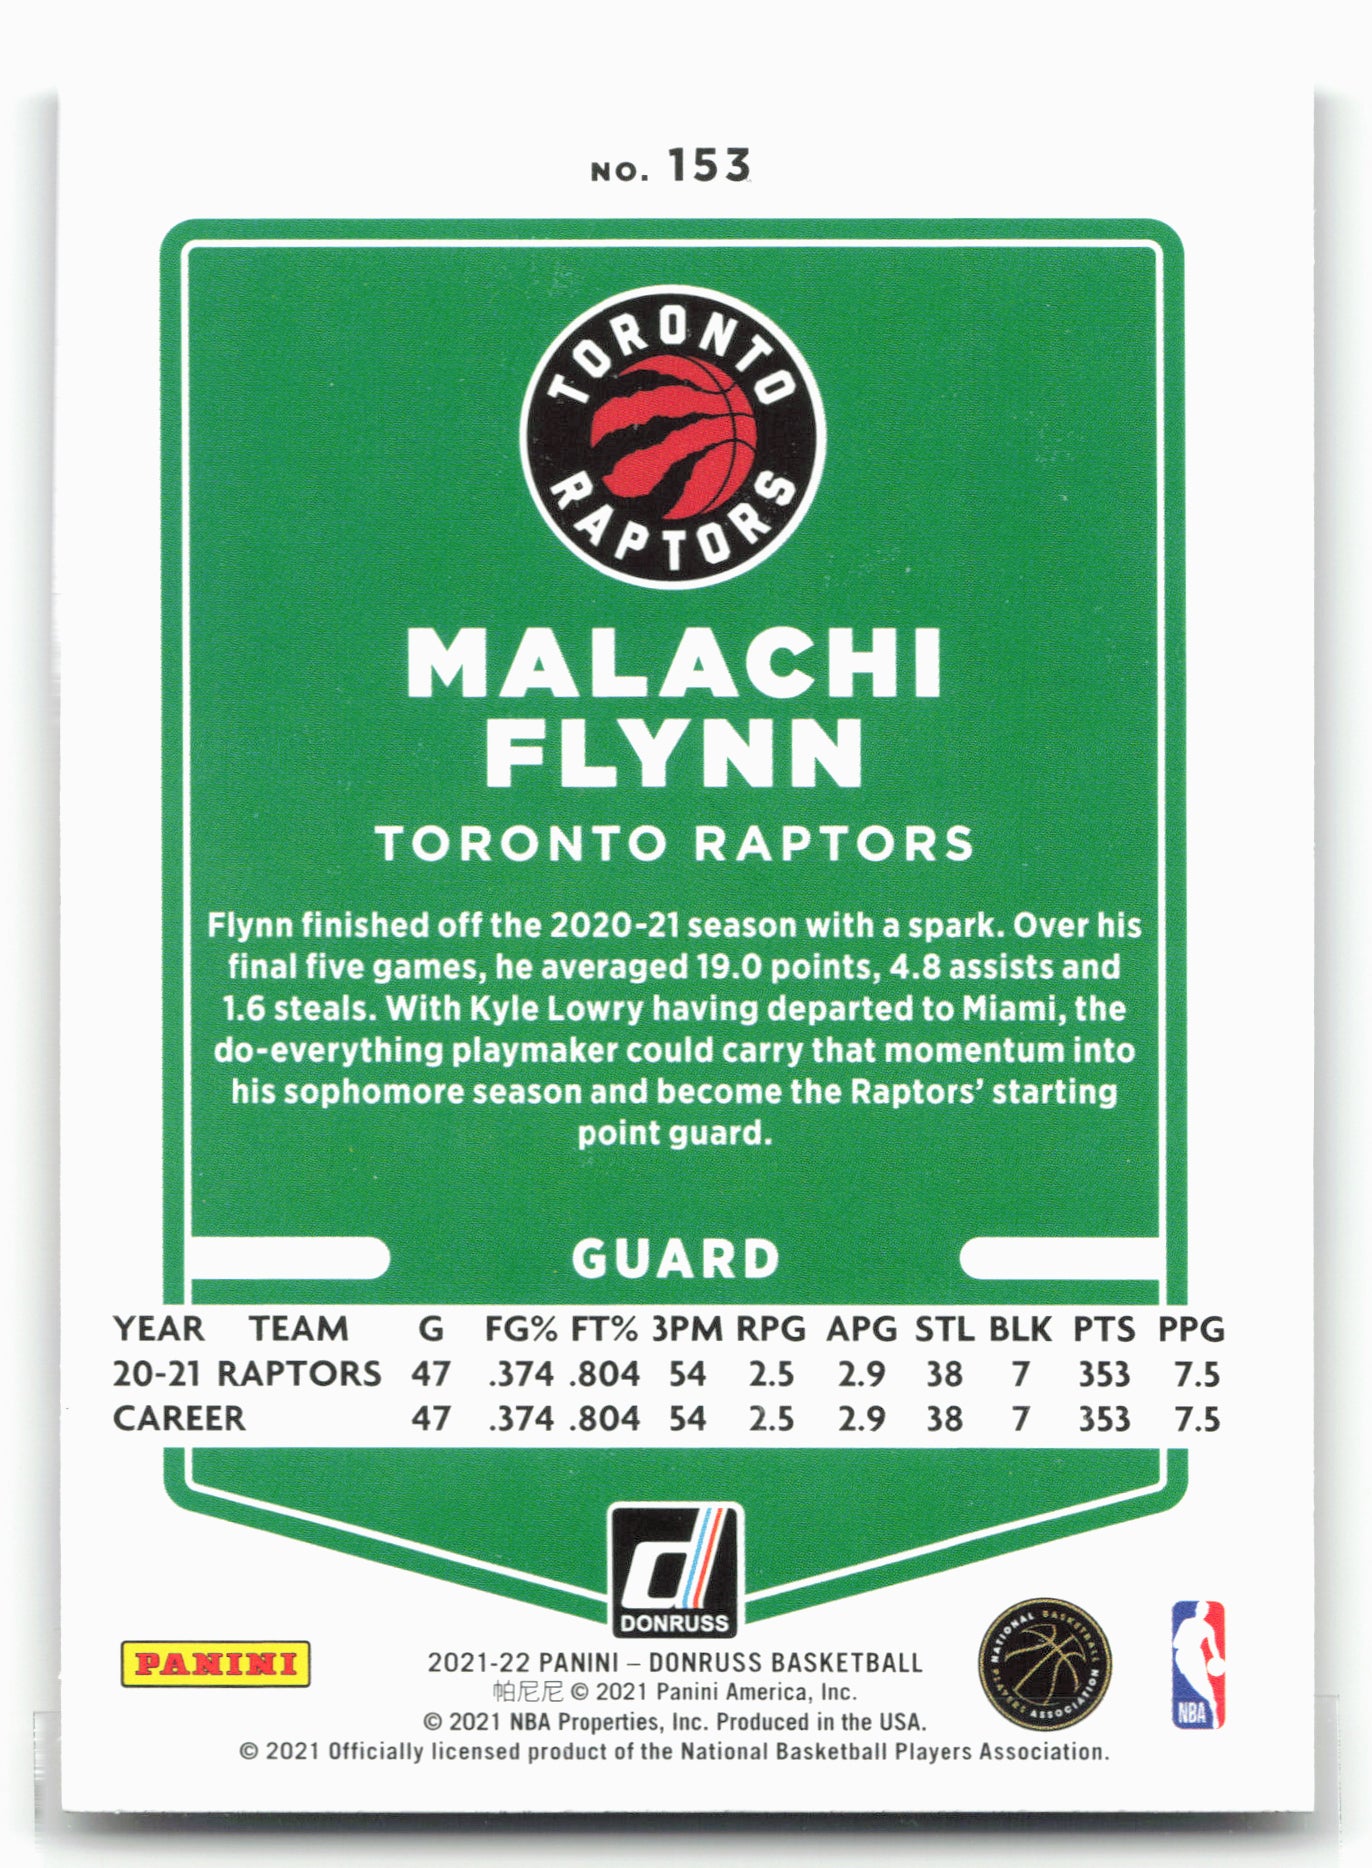 NO. 153
TORONTO
RAPTORS
MALACHI
FLYNN
TORONTO RAPTORS
Flynn finished off the 2020-21 season with a spark. Over his
final five games, he averaged 19.0 points, 4.8 assists and
1.6 steals. With Kyle Lowry having departed to Miami, the
do-everything playmaker could carry that momentum into
his sophomore season and become the Raptors’ starting
point guard.
GUARD
YEAR TEAM G FG% FT% 3PM RPG APG STL BLK PTS PPG
20-21 RAPTORS 47 .374 .804 54 2.5 2.9 38 7 353 7.5
CAREER 47 .374 .804 54 2.5 2.9 38 7 353 7.5
d
DONRUSS
PANINI
2021-22 PANINI – DONRUSS BASKETBALL
帕尼尼 © 2021 Panini America, Inc.
© 2021 NBA Properties, Inc. Produced in the USA.
© 2021 Officially licensed product of the National Basketball Players Association.
NATIONAL BASKETBALL
PLAYERS ASSOCIATION
NBA